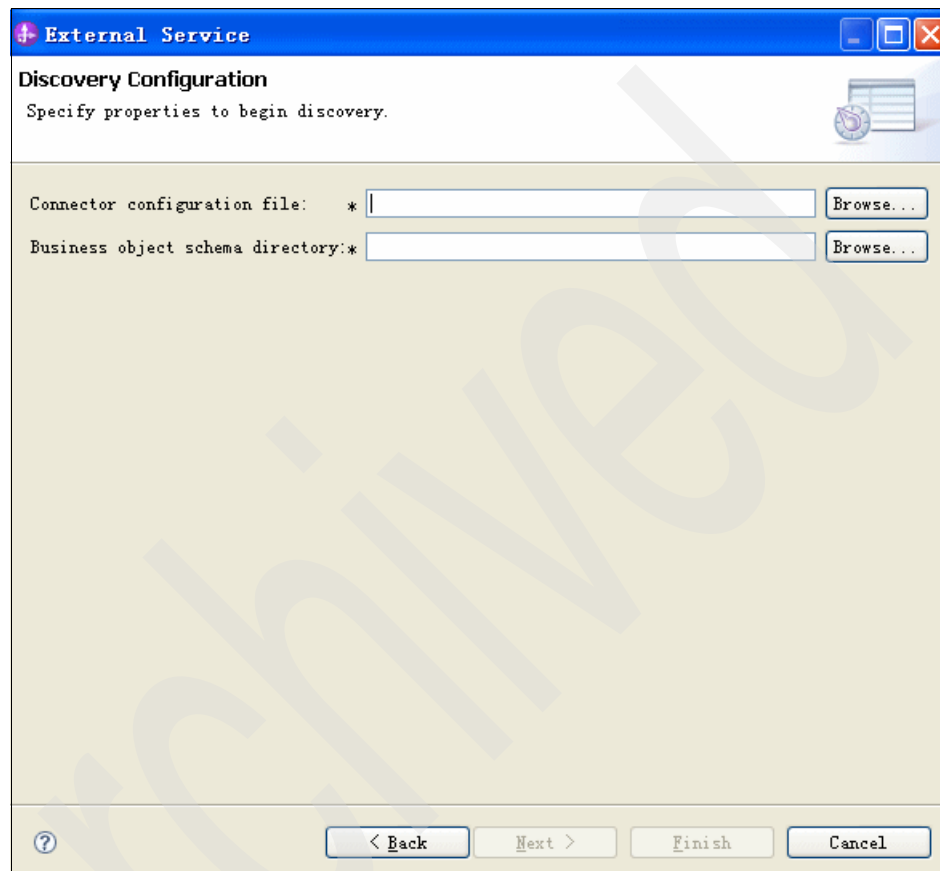 External Service
Discovery Configuration
Specify properties to begin discovery.
Connector configuration file: * Browse...
Business object schema directory:* Browse...
< Back Next > Finish Cancel
rchived